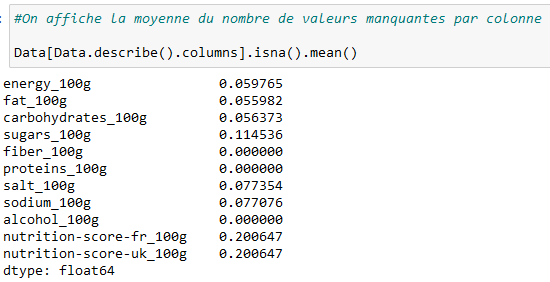 #On affiche la moyenne du nombre de valeurs manquantes par colonne
Data[Data.describe().columns].isna().mean()
energy_100g 0.059765
fat_100g 0.055982
carbohydrates_100g 0.056373
sugars_100g 0.114536
fiber_100g 0.000000
proteins_100g 0.000000
salt_100g 0.077354
sodium_100g 0.077076
alcohol_100g 0.000000
nutrition-score-fr_100g 0.200647
nutrition-score-uk_100g 0.200647
dtype: float64